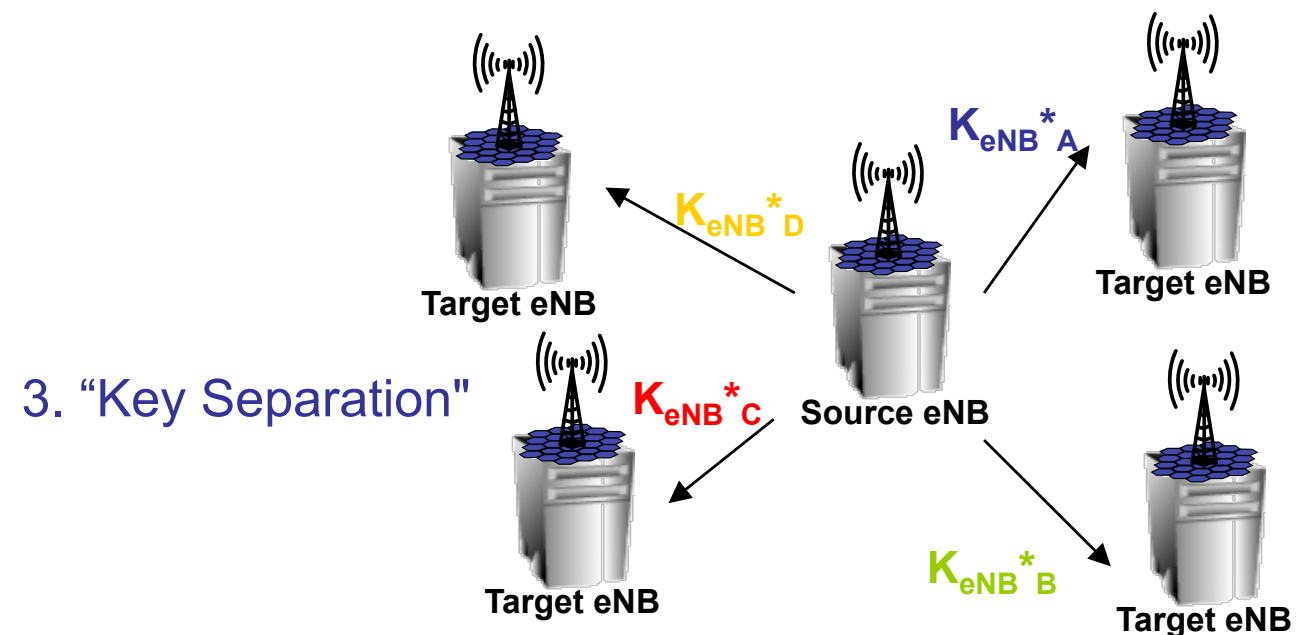 KeNB*A
KeNB*D
Target eNB
Target eNB
3. “Key Separation"
KeNB*C
Source eNB
KeNB*B
Target eNB
Target eNB